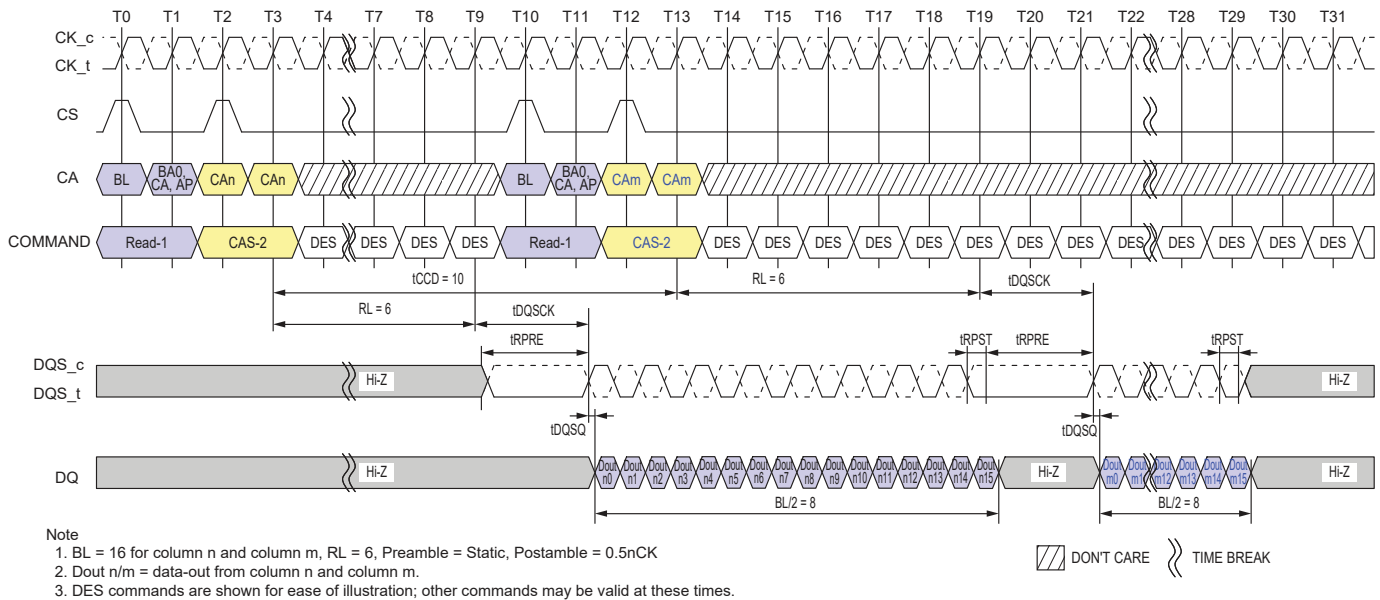 T0 T1 T2 T3 T4 T7 T8 T9 T10 T11 T12 T13 T14 T15 T16 T17 T18 T19 T20 T21 T22 T28 T29 T30 T31
CK_c
CK_t
CS
CA BL BA0, CA, AP CAn CAn BL BA0, CA, AP CAm CAm
COMMAND Read-1 CAS-2 DES DES DES DES Read-1 CAS-2 DES DES DES DES DES DES DES DES DES DES DES DES DES
tCCD = 10 RL = 6 tDQSCK
RL = 6 tDQSCK
tRPRE tRPST tRPRE tRPST
DQS_c
DQS_t
Hi-Z Hi-Z
tDQSQ tDQSQ
DQ Hi-Z Dout n0 Dout n1 Dout n2 Dout n3 Dout n4 Dout n5 Dout n6 Dout n7 Dout n8 Dout n9 Dout n10 Dout n11 Dout n12 Dout n13 Dout n14 Dout n15 Hi-Z Dout m0 Dout m1 Dout m12 Dout m13 Dout m14 Dout m15 Hi-Z
BL/2 = 8 BL/2 = 8
Note
1. BL = 16 for column n and column m, RL = 6, Preamble = Static, Postamble = 0.5nCK
2. Dout n/m = data-out from column n and column m.
3. DES commands are shown for ease of illustration; other commands may be valid at these times.
DON'T CARE TIME BREAK